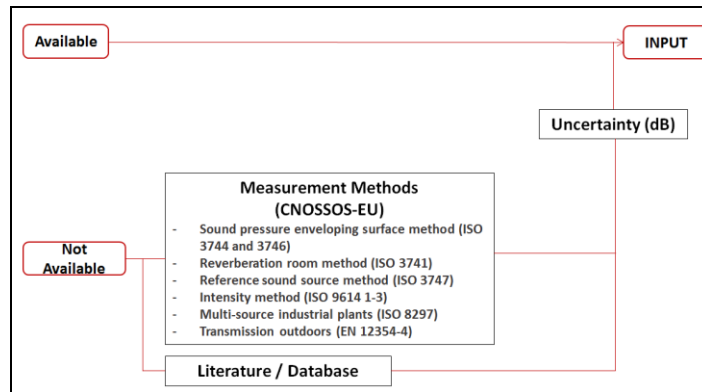 Available
INPUT
Uncertainty (dB)
Measurement Methods
(CNOSSOS-EU)
- Sound pressure enveloping surface method (ISO
3744 and 3746)
- Reverberation room method (ISO 3741)
- Reference sound source method (ISO 3747)
- Intensity method (ISO 9614 1-3)
- Multi-source industrial plants (ISO 8297)
- Transmission outdoors (EN 12354-4)
Not
Available
Literature / Database